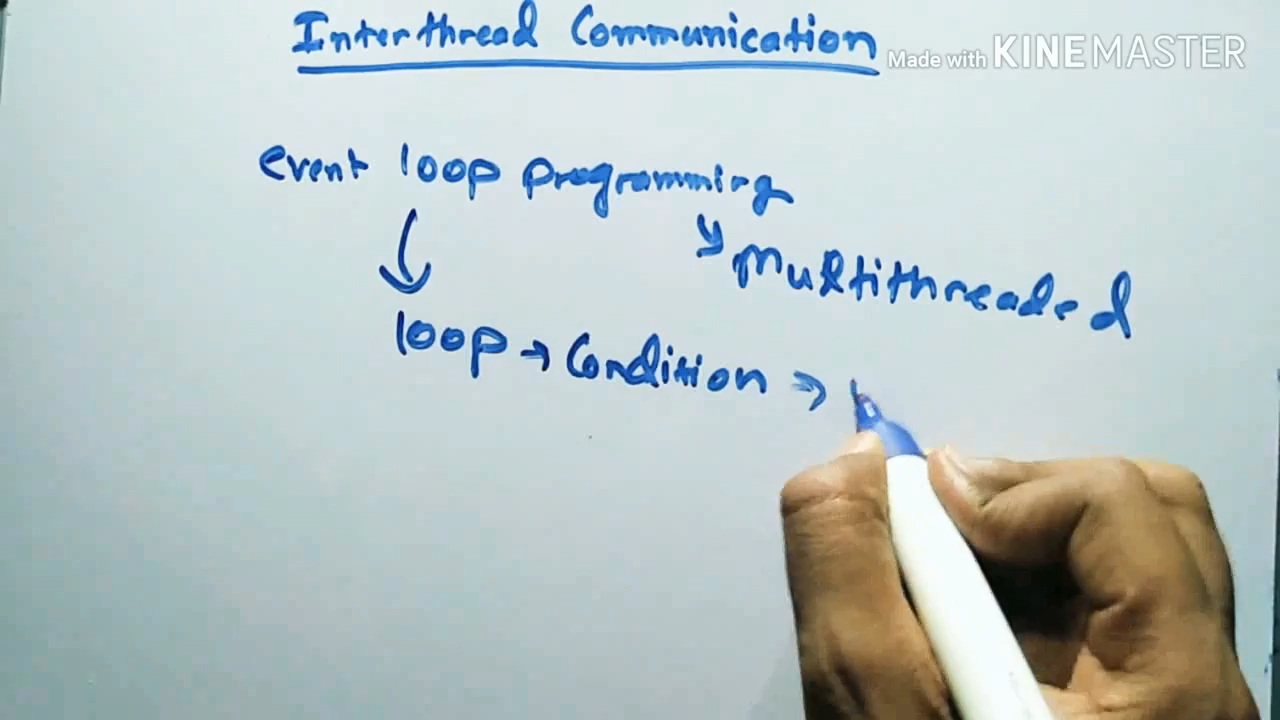 Interthread Communication
Made with KINEMASTER
event loop programming
Multithreaded
loop → Condition →